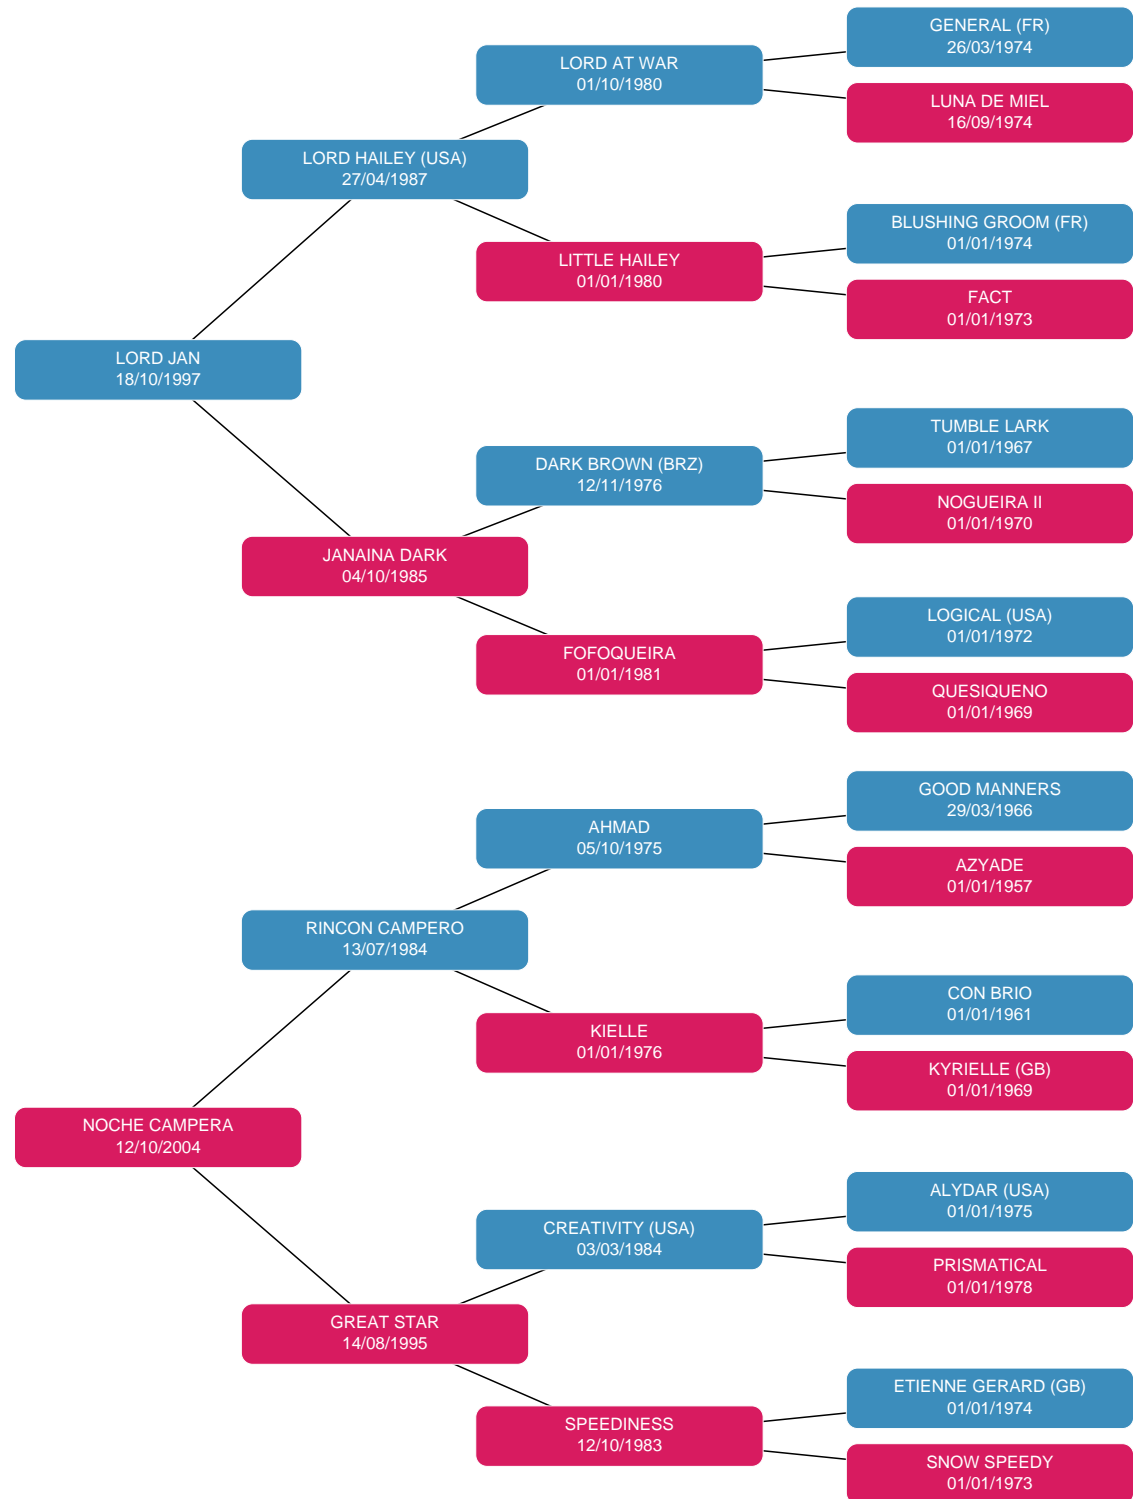 GENERAL (FR)
26/03/1974
LORD AT WAR
01/10/1980
LUNA DE MIEL
16/09/1974
LORD HAILEY (USA)
27/04/1987
BLUSHING GROOM (FR)
01/01/1974
LITTLE HAILEY
01/01/1980
FACT
01/01/1973
LORD JAN
18/10/1997
TUMBLE LARK
01/01/1967
DARK BROWN (BRZ)
12/11/1976
NOGUEIRA II
01/01/1970
JANAINA DARK
04/10/1985
LOGICAL (USA)
01/01/1972
FOFOQUEIRA
01/01/1981
QUESIQUENO
01/01/1969
GOOD MANNERS
29/03/1966
AHMAD
05/10/1975
AZYADE
01/01/1957
RINCON CAMPERO
13/07/1984
CON BRIO
01/01/1961
KIELLE
01/01/1976
KYRIELLE (GB)
01/01/1969
NOCHE CAMPERA
12/10/2004
ALYDAR (USA)
01/01/1975
CREATIVITY (USA)
03/03/1984
PRISMATICAL
01/01/1978
GREAT STAR
14/08/1995
ETIENNE GERARD (GB)
01/01/1974
SPEEDINESS
12/10/1983
SNOW SPEEDY
01/01/1973